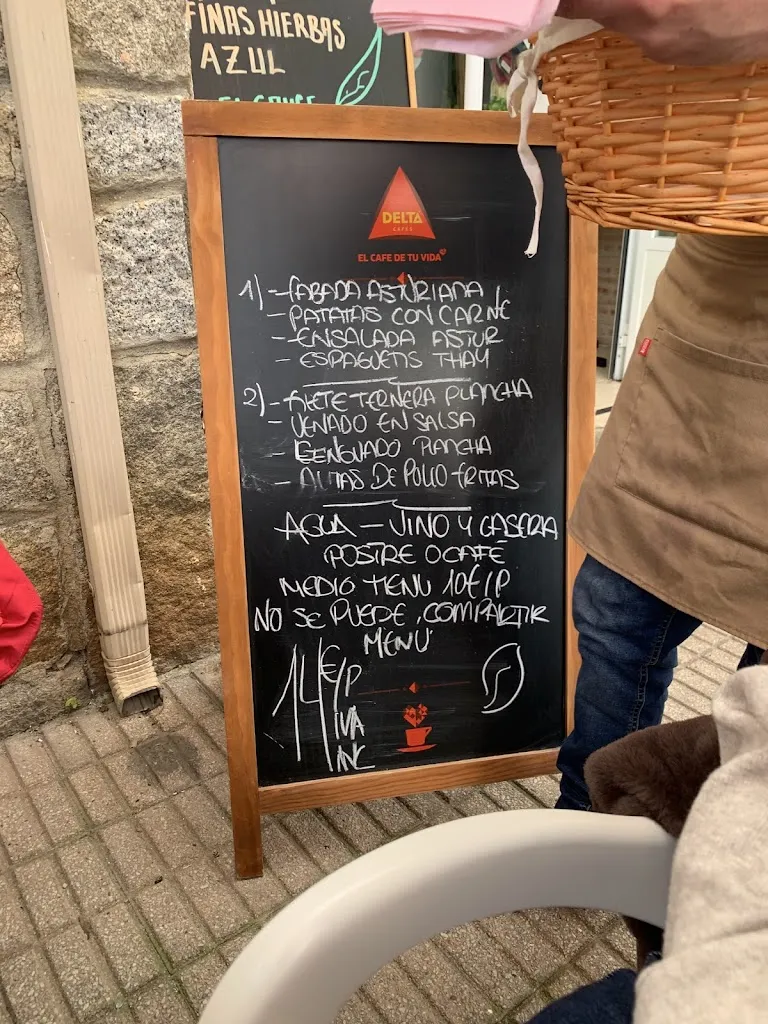 FINAS HIERBAS
AZUL
DELTA
CAFÉS
EL CAFE DE TU VIDA
1) - FABADA ASTURIANA
- PATATAS CON CARNE
- ENSALADA ASTUR
- ESPAGUETIS THAY
2) - FILETE TERNERA PLANCHA
- VENADO EN SALSA
- LENGUADO PLANCHA
- ALITAS DE POLLO FRITAS
AGUA - VINO Y CASERA
POSTRE O CAFÉ
MEDIO MENU 10€/P
NO SE PUEDE COMPARTIR
MENU
14€/P
IVA
INC